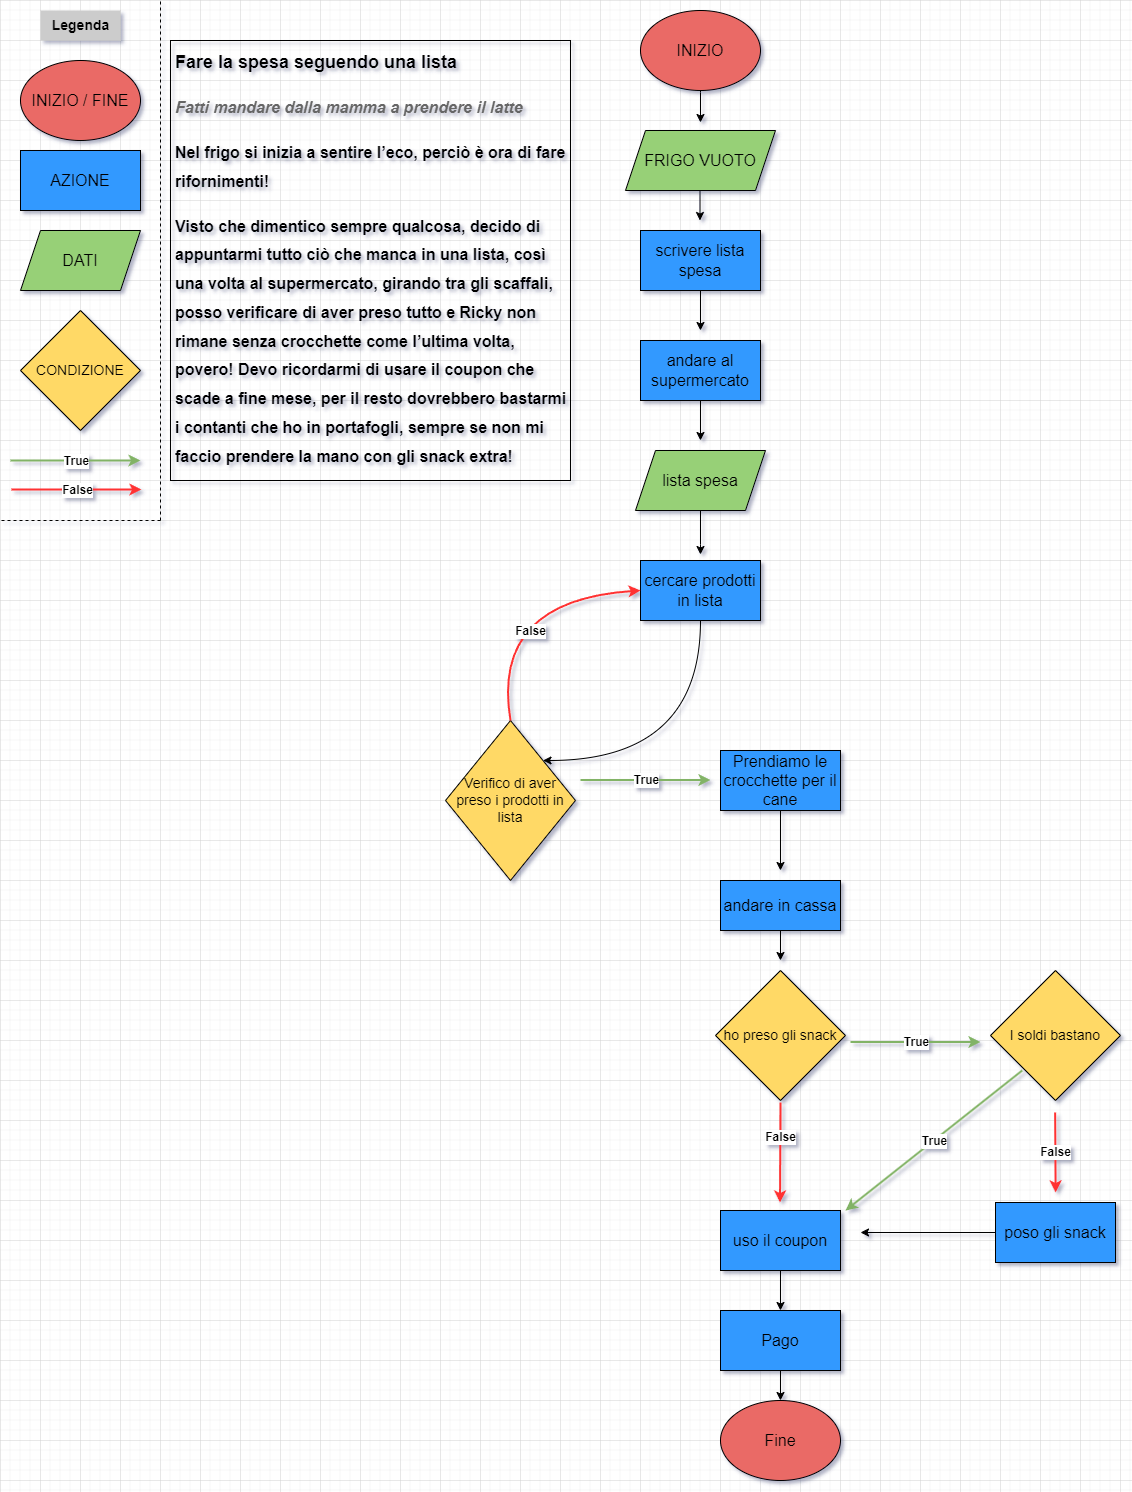 Legenda
INIZIO / FINE
AZIONE
DATI
CONDIZIONE
True
False
Fare la spesa seguendo una lista
Fatti mandare dalla mamma a prendere il latte
Nel frigo si inizia a sentire l’eco, perciò è ora di fare
rifornimenti!
Visto che dimentico sempre qualcosa, decido di
appuntarmi tutto ciò che manca in una lista, così
una volta al supermercato, girando tra gli scaffali,
posso verificare di aver preso tutto e Ricky non
rimane senza crocchette come l’ultima volta,
povero! Devo ricordarmi di usare il coupon che
scade a fine mese, per il resto dovrebbero bastarmi
i contanti che ho in portafogli, sempre se non mi
faccio prendere la mano con gli snack extra!
INIZIO
FRIGO VUOTO
scrivere lista
spesa
andare al
supermercato
lista spesa
cercare prodotti
in lista
False
Verifico di aver
preso i prodotti in
lista
True
Prendiamo le
crocchette per il
cane
andare in cassa
ho preso gli snack
True
I soldi bastano
False
True
False
uso il coupon
poso gli snack
Pago
Fine